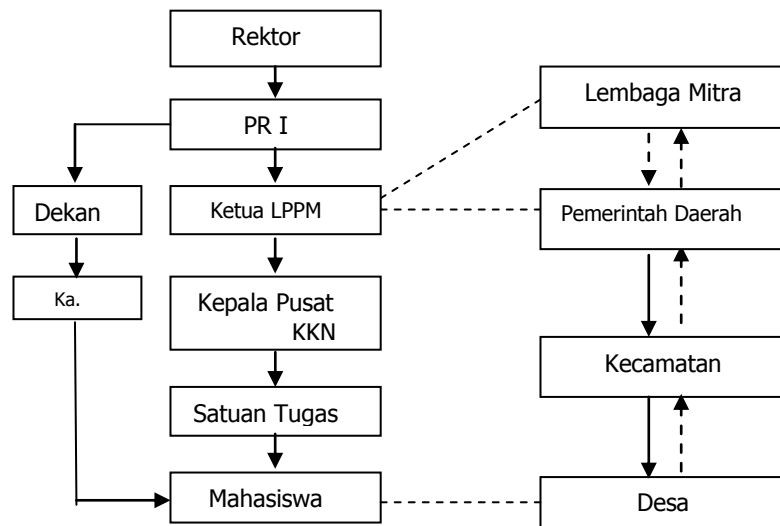 Rektor
Lembaga Mitra
PR I
Dekan
Ketua LPPM
Pemerintah Daerah
Ka.
Kepala Pusat
KKN
Kecamatan
Satuan Tugas
Mahasiswa
Desa